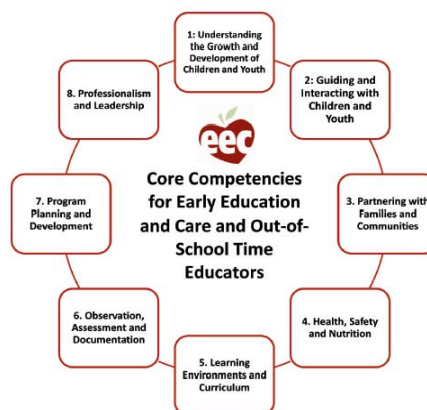 1: Understanding
the Growth and
Development of
Children and Youth
2: Guiding and
Interacting with
Children and
Youth
3. Partnering with
Families and
Communities
4. Health, Safety
and Nutrition
5. Learning
Environments and
Curriculum
6. Observation,
Assessment and
Documentation
7. Program
Planning and
Development
8. Professionalism
and Leadership
eec
Core Competencies
for Early Education
and Care and Out-of-
School Time
Educators